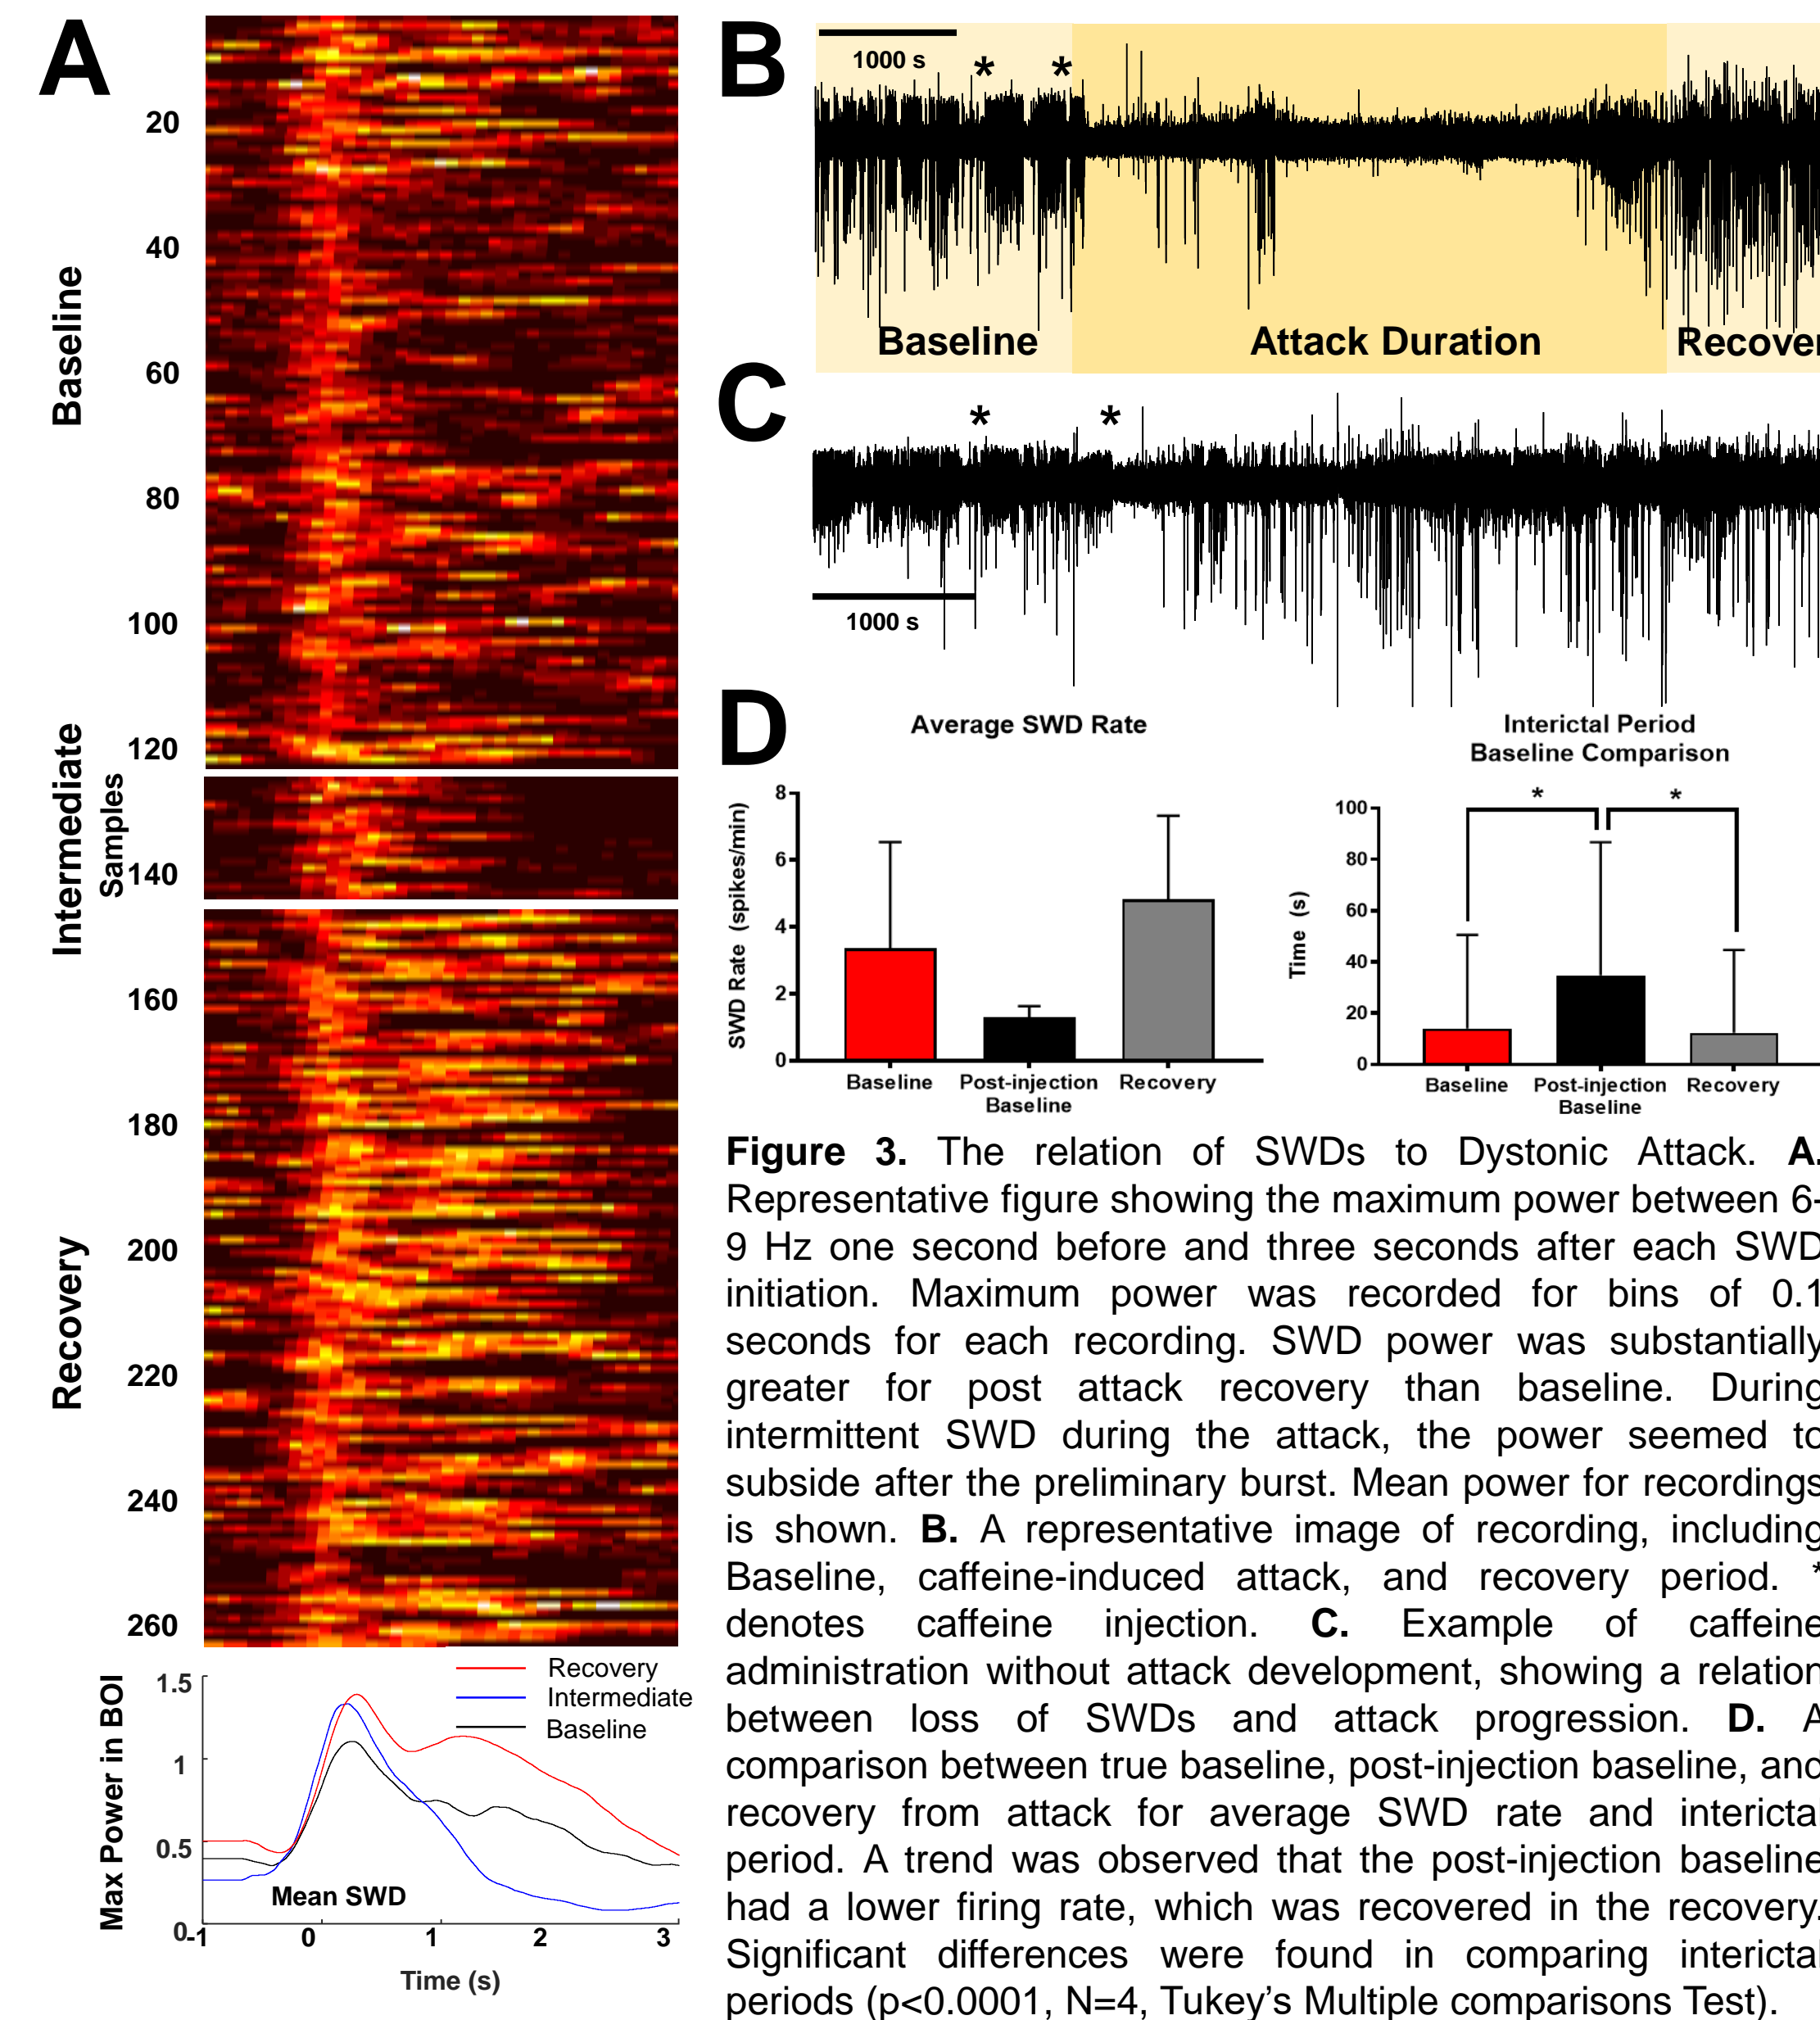 A
Baseline
Intermediate
Samples
Recovery
20
40
60
80
100
120
140
160
180
200
220
240
260
Max Power in BOI
1.5
1
0.5
0
-1
0
1
2
3
Recovery
Intermediate
Baseline
Mean SWD
Time (s)
B
1000 s
*
*
Baseline
Attack Duration
Recover
C
*
*
1000 s
D
Average SWD Rate
SWD Rate (spikes/min)
8
6
4
2
0
Baseline
Post-injection
Baseline
Recovery
Interictal Period
Baseline Comparison
*
*
Time (s)
100
80
60
40
20
0
Baseline
Post-injection
Baseline
Recovery
Figure 3. The relation of SWDs to Dystonic Attack. A.
Representative figure showing the maximum power between 6-
9 Hz one second before and three seconds after each SWD
initiation. Maximum power was recorded for bins of 0.1
seconds for each recording. SWD power was substantially
greater for post attack recovery than baseline. During
intermittent SWD during the attack, the power seemed to
subside after the preliminary burst. Mean power for recordings
is shown. B. A representative image of recording, including
Baseline, caffeine-induced attack, and recovery period. *
denotes caffeine injection. C. Example of caffeine
administration without attack development, showing a relation
between loss of SWDs and attack progression. D. A
comparison between true baseline, post-injection baseline, and
recovery from attack for average SWD rate and interictal
period. A trend was observed that the post-injection baseline
had a lower firing rate, which was recovered in the recovery.
Significant differences were found in comparing interictal
periods (p<0.0001, N=4, Tukey’s Multiple comparisons Test).